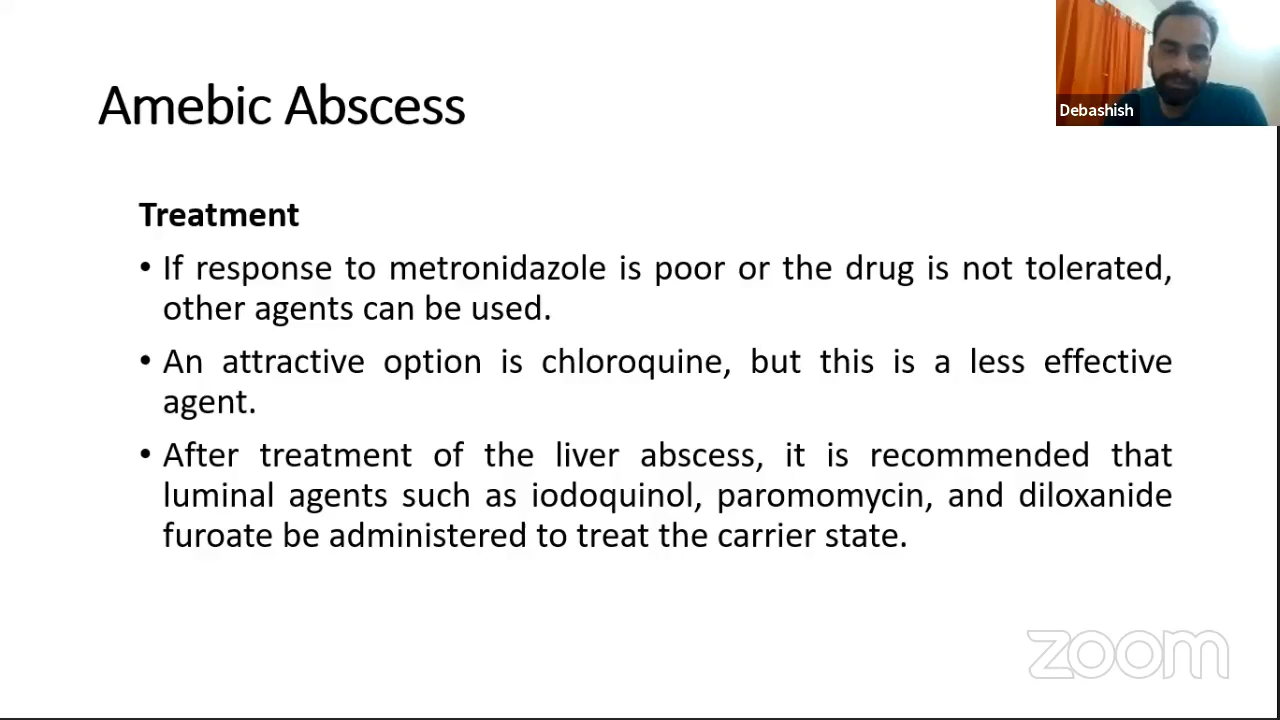 Amebic Abscess
Debashish
Treatment
• If response to metronidazole is poor or the drug is not tolerated,
other agents can be used.
• An attractive option is chloroquine, but this is a less effective
agent.
• After treatment of the liver abscess, it is recommended that
luminal agents such as iodoquinol, paromomycin, and diloxanide
furoate be administered to treat the carrier state.
zoom